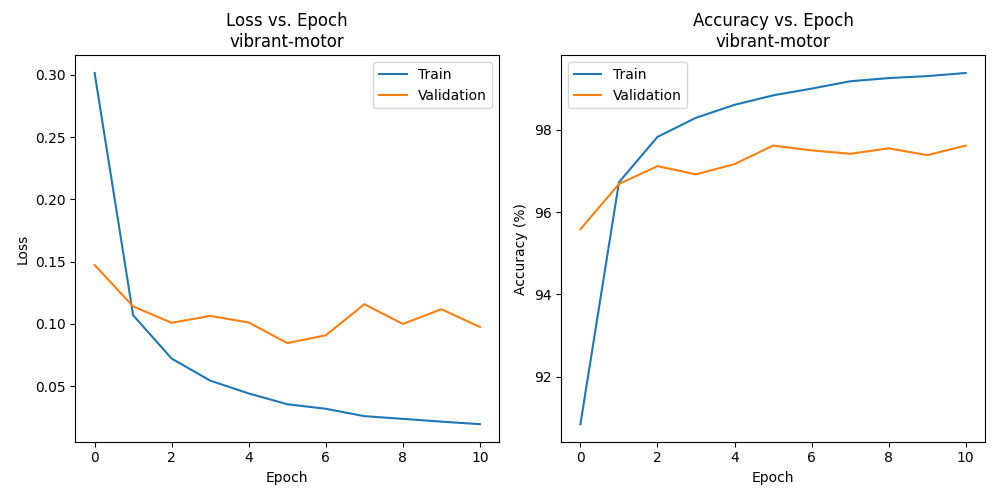 Loss vs. Epoch
vibrant-motor
Train
Validation
0.30
0.25
0.20
0.15
0.10
0.05
Loss
0 2 4 6 8 10
Epoch
Accuracy vs. Epoch
vibrant-motor
Train
Validation
98
96
94
92
Accuracy (%)
0 2 4 6 8 10
Epoch